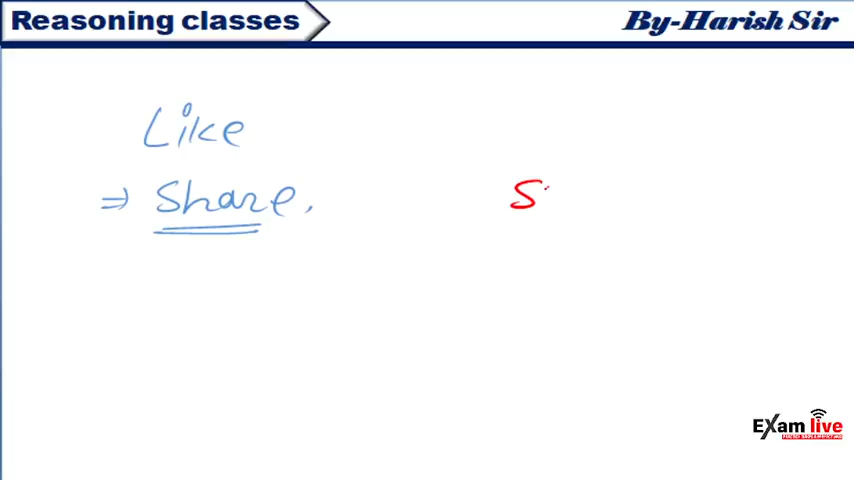 Reasoning classes
By-Harish Sir
Like
⇒ Share.
S
EXam live